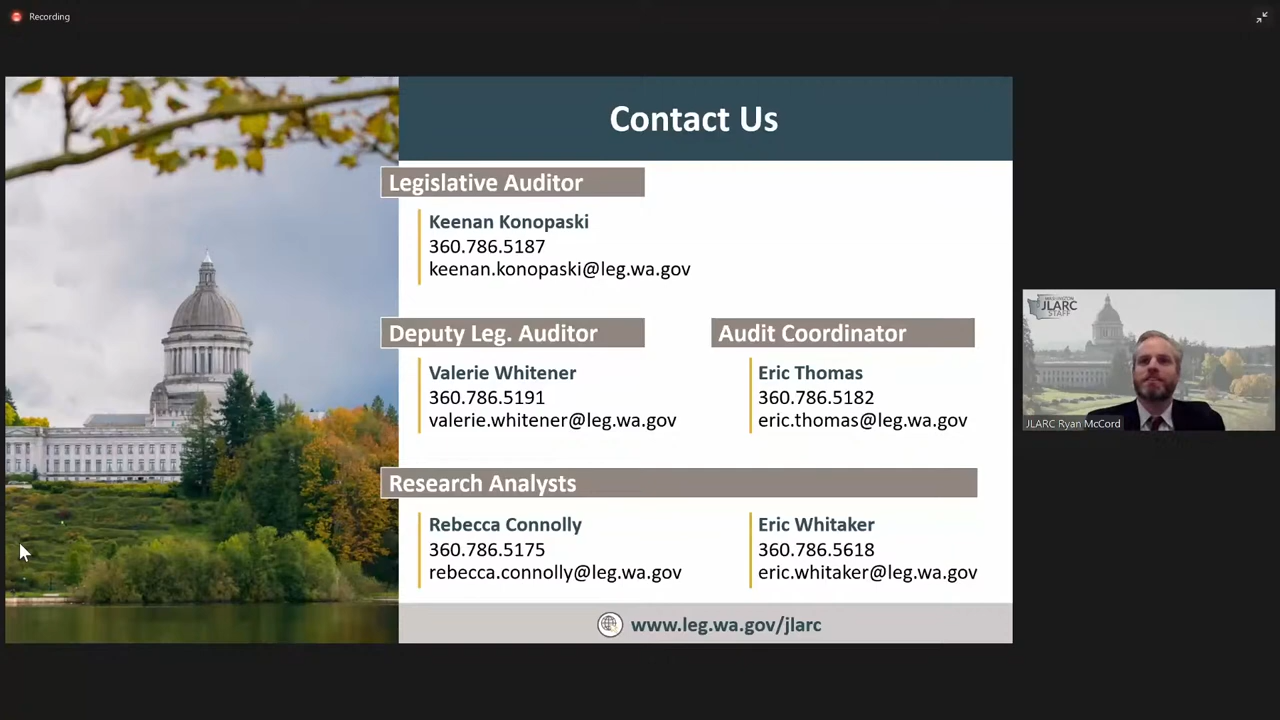 Recording
Contact Us
Legislative Auditor
Keenan Konopaski
360.786.5187
keenan.konopaski@leg.wa.gov
Deputy Leg. Auditor
Valerie Whitener
360.786.5191
valerie.whitener@leg.wa.gov
Audit Coordinator
Eric Thomas
360.786.5182
eric.thomas@leg.wa.gov
Research Analysts
Rebecca Connolly
360.786.5175
rebecca.connolly@leg.wa.gov
Eric Whitaker
360.786.5618
eric.whitaker@leg.wa.gov
www.leg.wa.gov/jlarc
WASHINGTON
JLARC
STAFF
JLARC Ryan McCord